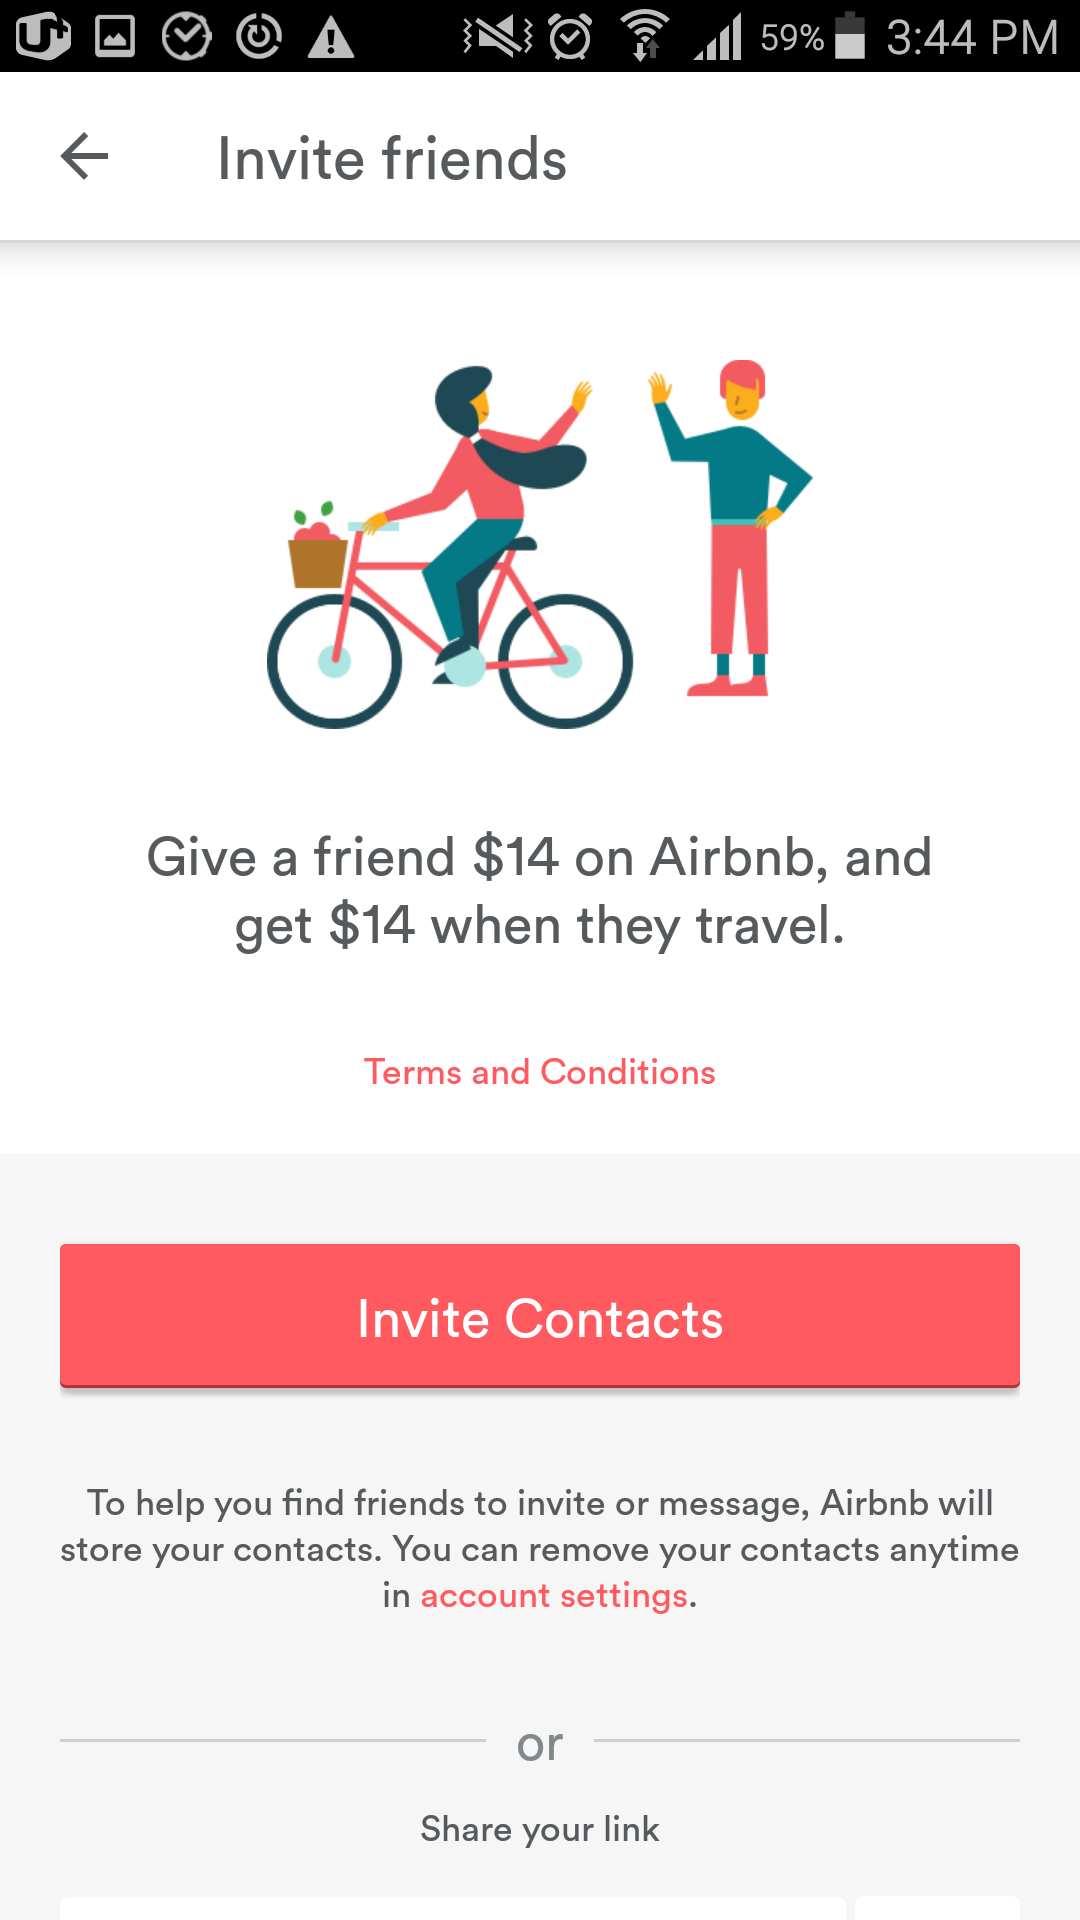 U+ 59% 3:44 PM
Invite friends
Give a friend $14 on Airbnb, and
get $14 when they travel.
Terms and Conditions
Invite Contacts
To help you find friends to invite or message, Airbnb will
store your contacts. You can remove your contacts anytime
in account settings.
or
Share your link